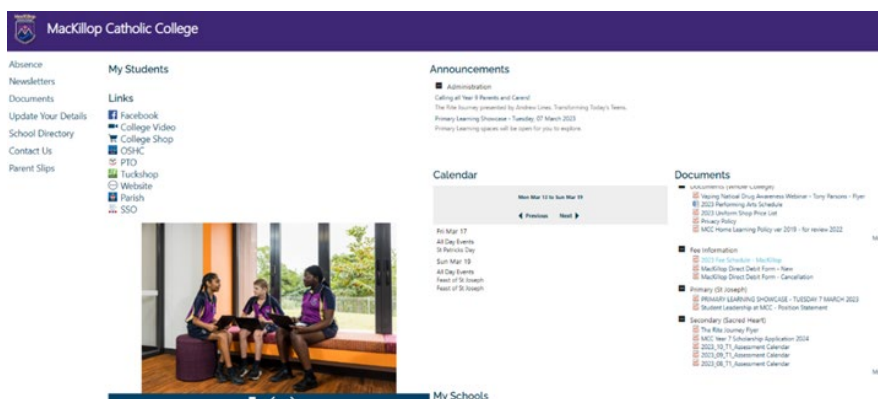 MacKillop Catholic College
Absence
Newsletters
Documents
Update Your Details
School Directory
Contact Us
Parent Slips
My Students
Links
Facebook
College Video
College Shop
OSHC
PTO
Tuckshop
Website
Parish
SSO
Announcements
Administration
Calling all Year 9 Parents and Carers!
The Rite Journey presented by Andrew Lines, Transforming Today's Teens.
Primary Learning Showcase - Tuesday, 07 March 2023
Primary Learning spaces will be open for you to explore.
Calendar
Mon Mar 13 to Sun Mar 19
Previous Next
Fri Mar 17
All Day Events
St Patricks Day
Sun Mar 19
All Day Events
Feast of St Joseph
Feast of St Joseph
Documents
Documents (Whole College)
Vaping National Drug Awareness Webinar - Tony Parsons - Flyer
2023 Performing Arts Schedule
2023 Uniform Shop Price List
Privacy Policy
MCC Home Learning Policy ver 2019 - for review 2022
Fee Information
2023 Fee Schedule - MacKillop
MacKillop Direct Debit Form - New
MacKillop Direct Debit Form - Cancellation
Primary (St Joseph)
PRIMARY LEARNING SHOWCASE - TUESDAY 7 MARCH 2023
Student Leadership at MCC - Position Statement
Secondary (Sacred Heart)
The Rite Journey Flyer
MCC Year 7 Scholarship Application 2024
2023_10_T1_Assessment Calendar
2023_09_T1_Assessment Calendar
2023_08_T1_Assessment Calendar
My Schools